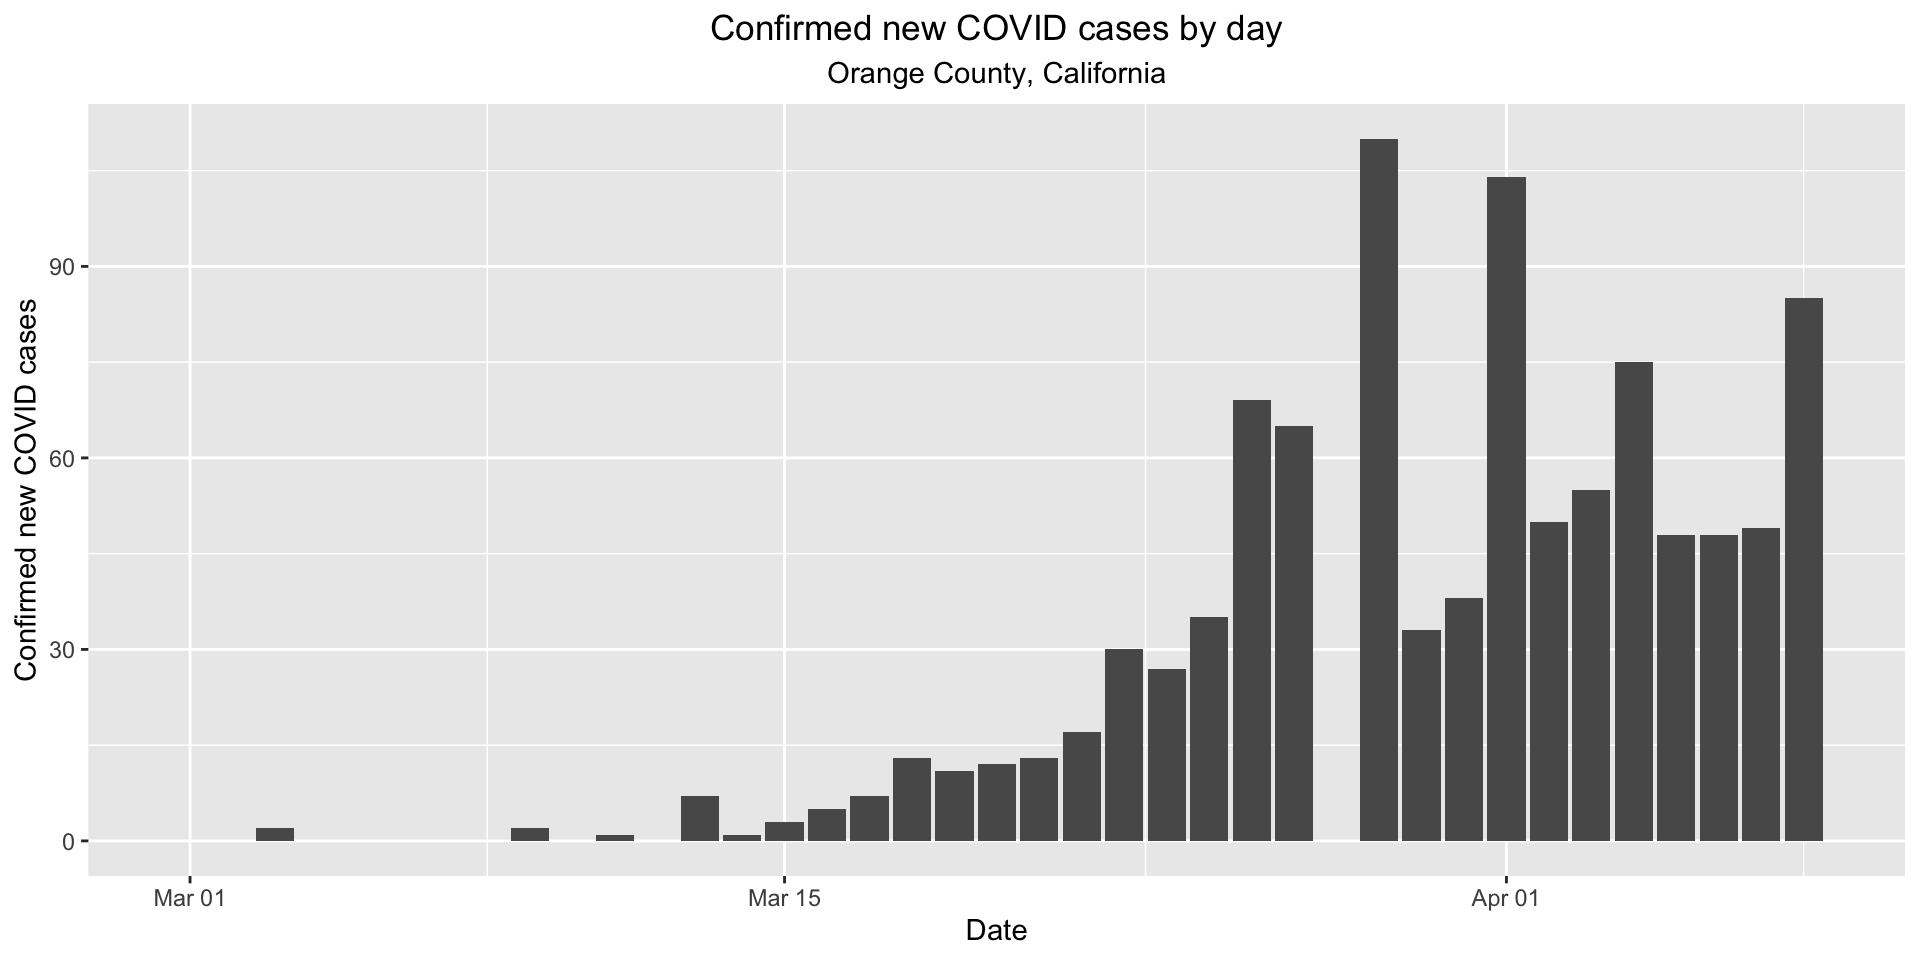 Confirmed new COVID cases by day
Orange County, California
Confirmed new COVID cases
90
60
30
0
Mar 01
Mar 15
Apr 01
Date